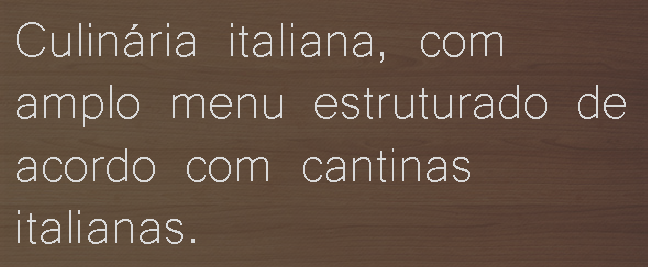 Culinária italiana, com
amplo menu estruturado de
acordo com cantinas
italianas.